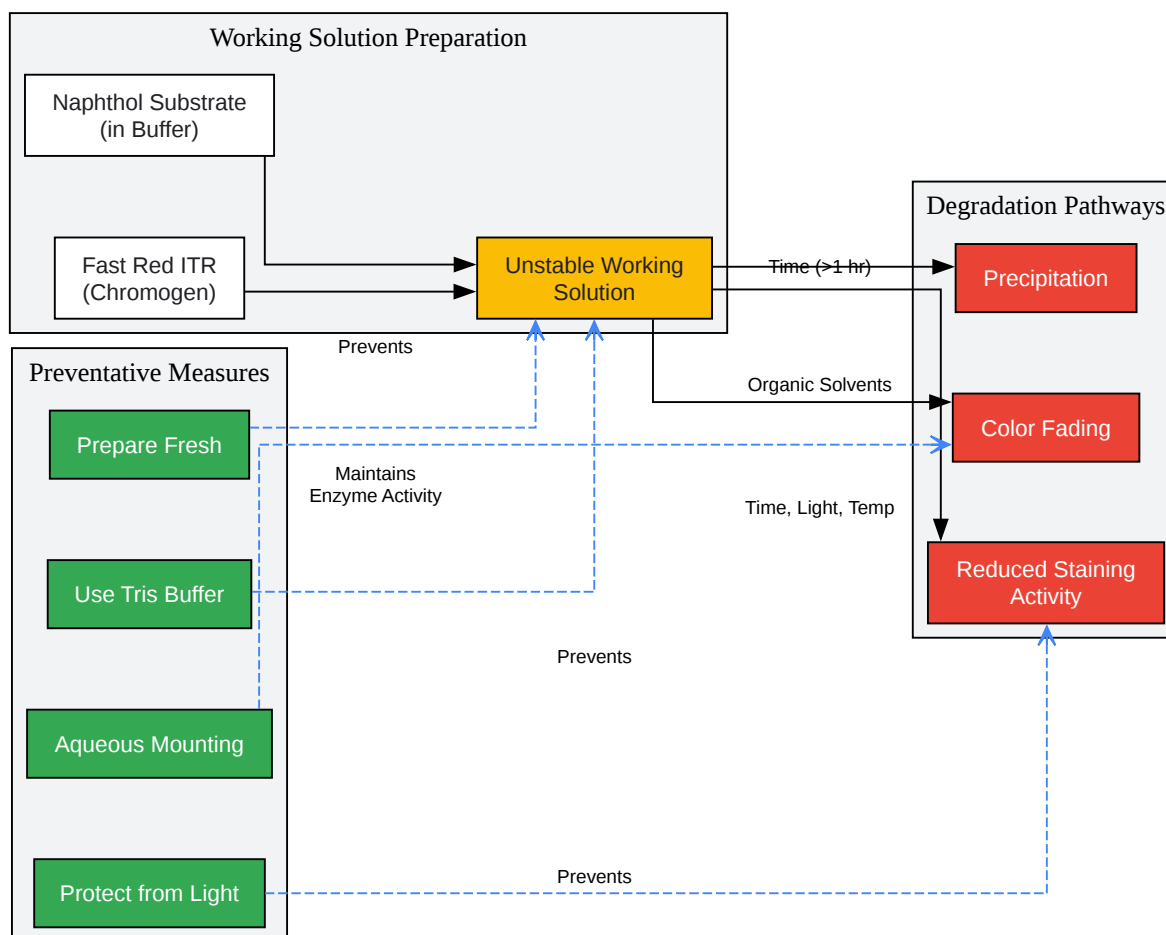 Working Solution Preparation
Naphthol Substrate
(in Buffer)
Fast Red ITR
(Chromogen)
Unstable Working
Solution
Time (>1 hr)
Degradation Pathways
Precipitation
Prevents
Preventative Measures
Organic Solvents
Prepare Fresh
Color Fading
Maintains
Enzyme Activity
Time, Light, Temp
Use Tris Buffer
Reduced Staining
Activity
Prevents
Aqueous Mounting
Prevents
Protect from Light